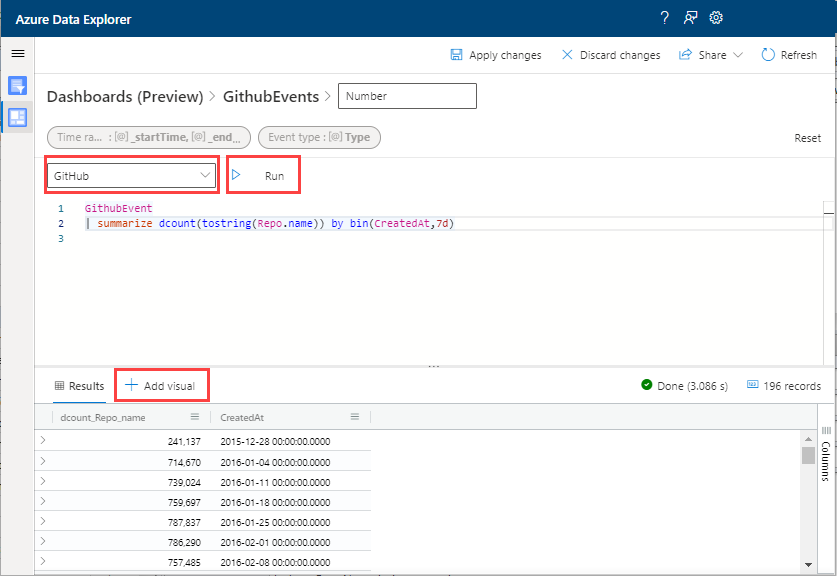 Azure Data Explorer
Apply changes Discard changes Share Refresh
Dashboards (Preview) > GithubEvents > Number
Time ra... : [@] _startTime, [@] _end_... Event type : [@] Type
Reset
GitHub Run
1 GithubEvent
2 | summarize dcount(tostring(Repo.name)) by bin(CreatedAt,7d)
3
Results Add visual Done (3.086 s) 196 records
dcount_Repo_name CreatedAt
241,137 2015-12-28 00:00:00.0000
714,670 2016-01-04 00:00:00.0000
739,024 2016-01-11 00:00:00.0000
759,697 2016-01-18 00:00:00.0000
787,837 2016-01-25 00:00:00.0000
786,290 2016-02-01 00:00:00.0000
757,485 2016-02-08 00:00:00.0000
Columns